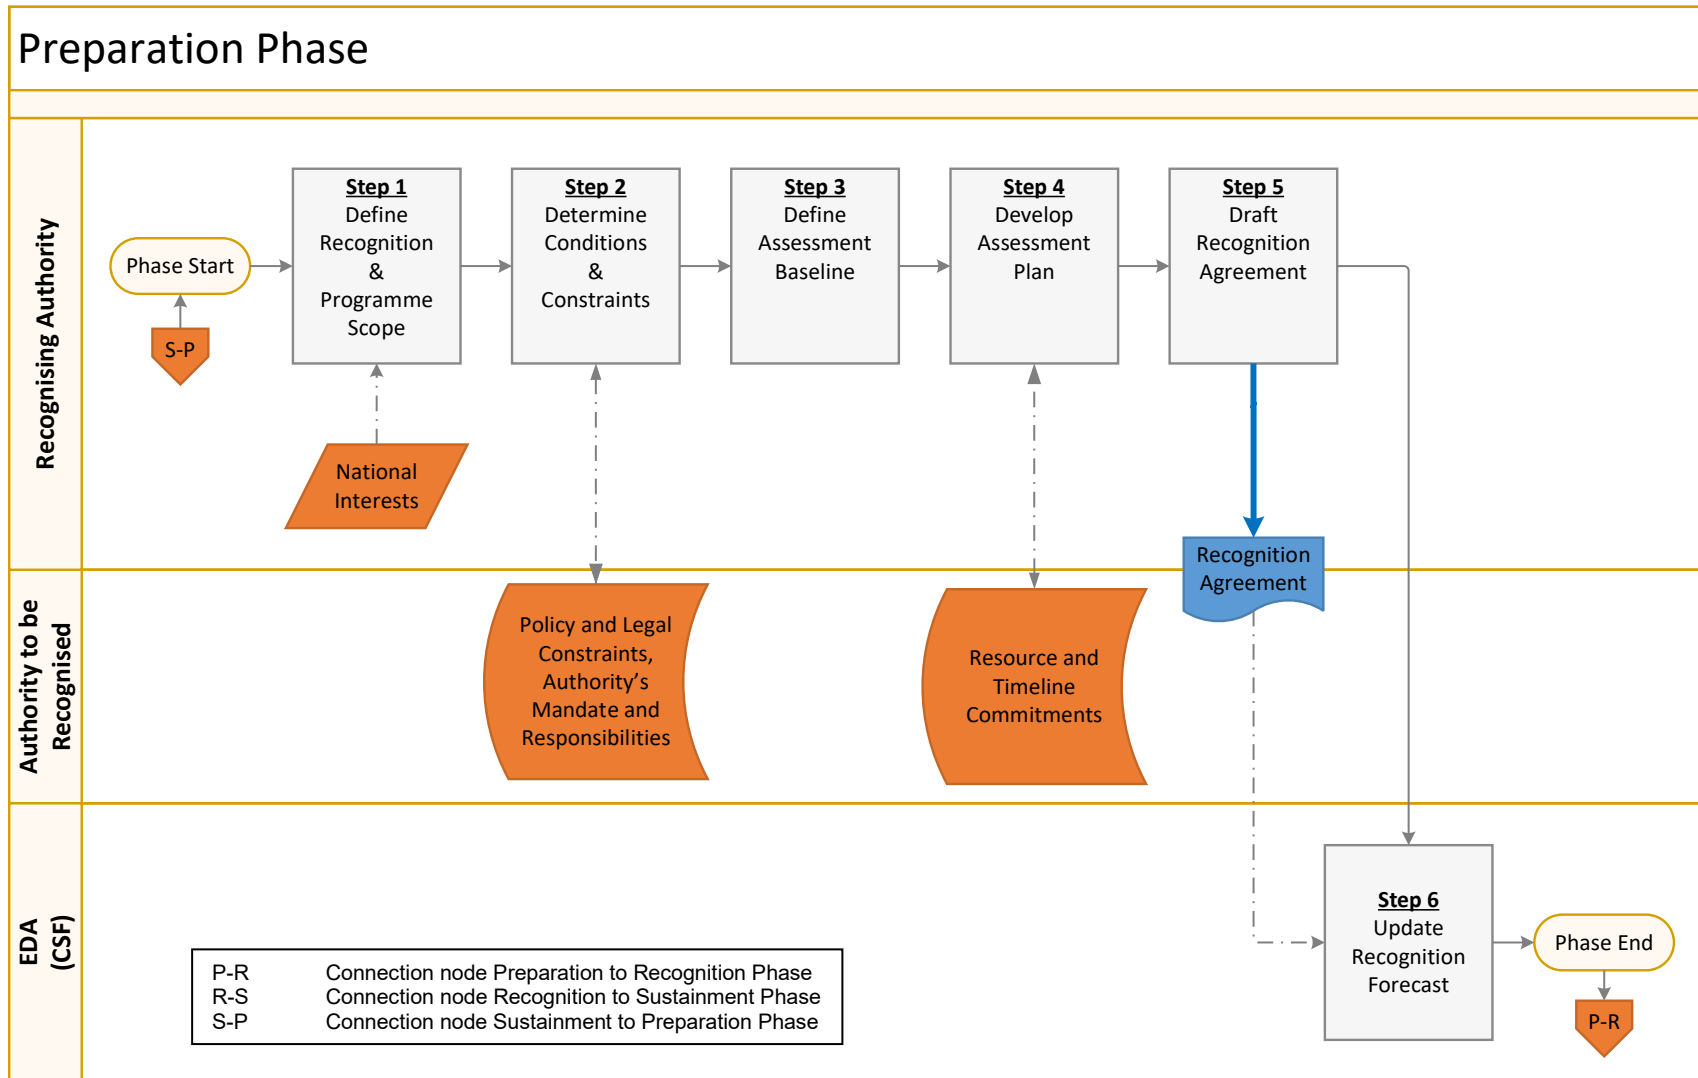 Preparation Phase
Recognising Authority
Phase Start
S-P
Step 1
Define
Recognition
&
Programme
Scope
National
Interests
Step 2
Determine
Conditions
&
Constraints
Step 3
Define
Assessment
Baseline
Step 4
Develop
Assessment
Plan
Step 5
Draft
Recognition
Agreement
Recognition
Agreement
Authority to be
Recognised
Policy and Legal
Constraints,
Authority’s
Mandate and
Responsibilities
Resource and
Timeline
Commitments
EDA
(CSF)
Step 6
Update
Recognition
Forecast
Phase End
P-R
P-R Connection node Preparation to Recognition Phase
R-S Connection node Recognition to Sustainment Phase
S-P Connection node Sustainment to Preparation Phase